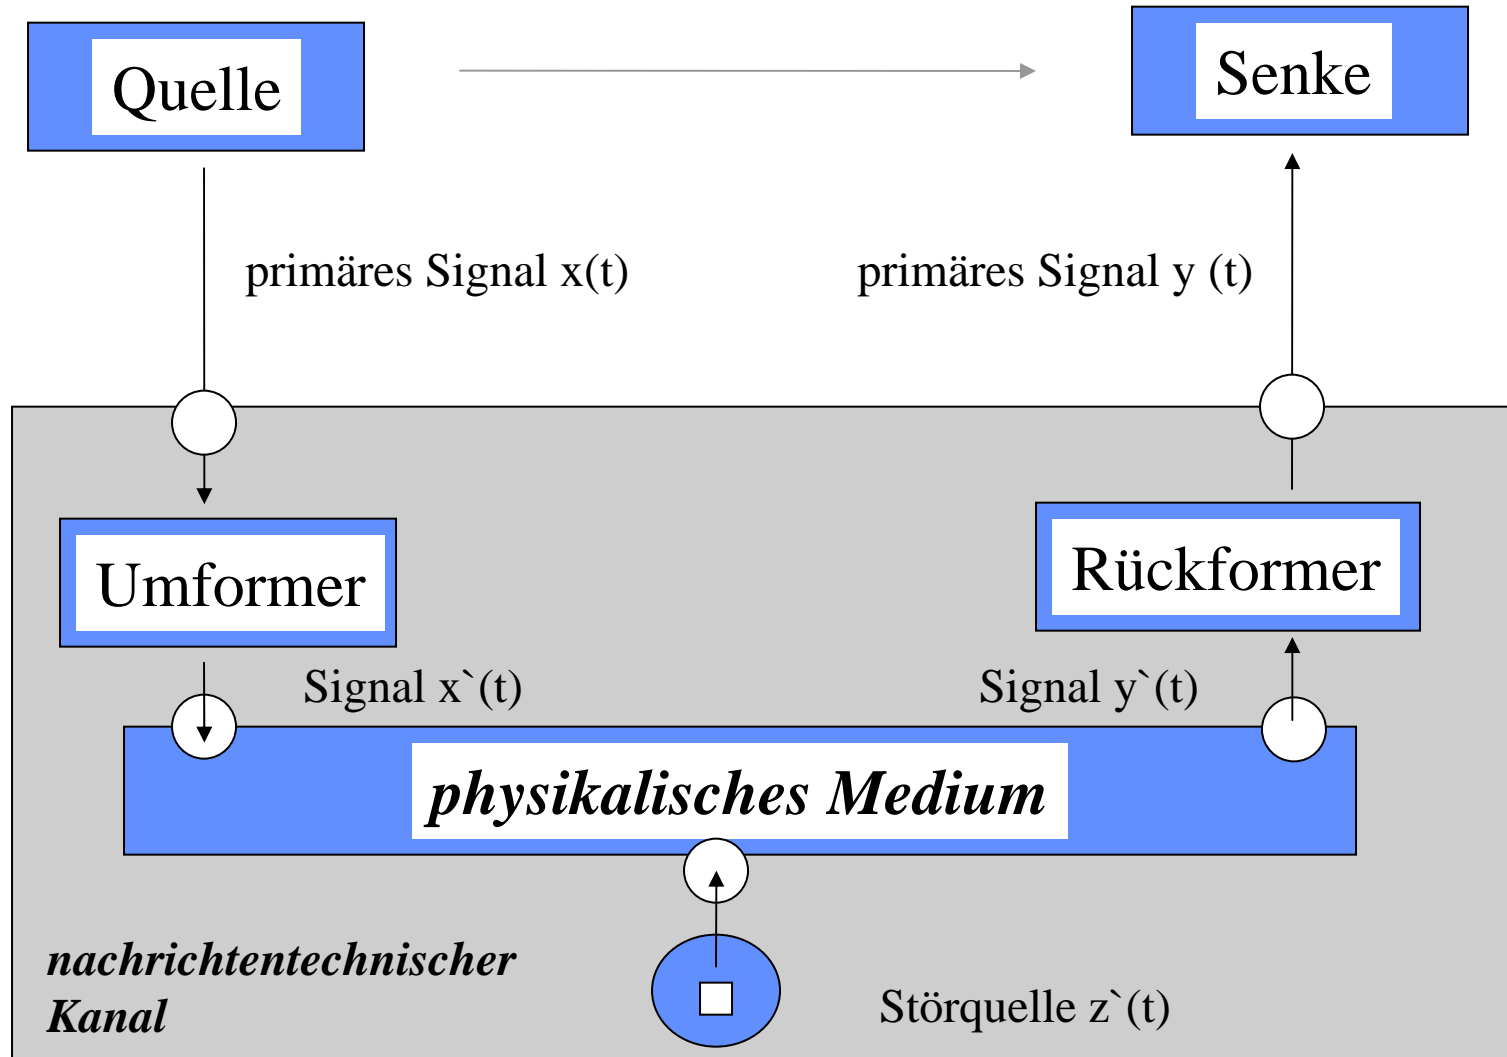 Quelle
Senke
primäres Signal x(t)
primäres Signal y (t)
Umformer
Rückformer
Signal x`(t)
Signal y`(t)
physikalisches Medium
nachrichtentechnischer
Kanal
Störquelle z`(t)